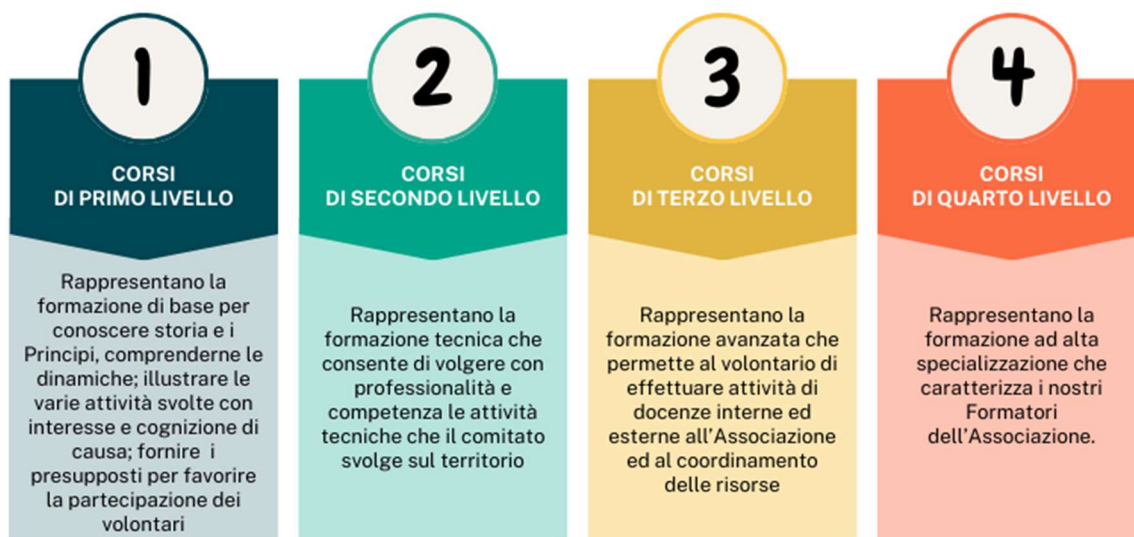 1
CORSI
DI PRIMO LIVELLO
Rappresentano la
formazione di base per
conoscere storia e i
Principi, comprenderne le
dinamiche; illustrare le
varie attività svolte con
interesse e cognizione di
causa; fornire i
presupposti per favorire
la partecipazione dei
volontari
2
CORSI
DI SECONDO LIVELLO
Rappresentano la
formazione tecnica che
consente di volgere con
professionalità e
competenza le attività
tecniche che il comitato
svolge sul territorio
3
CORSI
DI TERZO LIVELLO
Rappresentano la
formazione avanzata che
permette al volontario di
effettuare attività di
docenze interne ed
esterne all'Associazione
ed al coordinamento
delle risorse
4
CORSI
DI QUARTO LIVELLO
Rappresentano la
formazione ad alta
specializzazione che
caratterizza i nostri
Formatori
dell'Associazione.